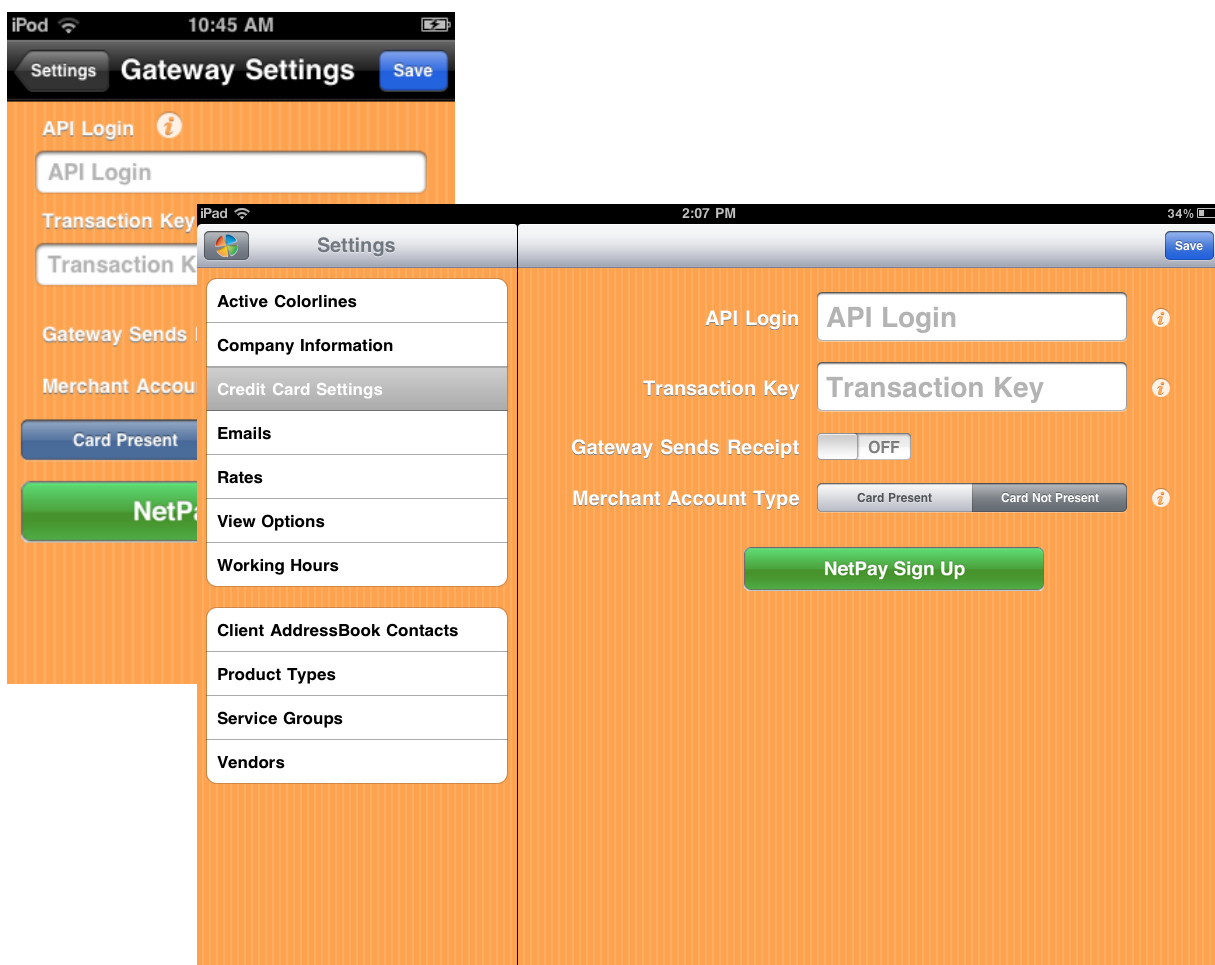 iPod 10:45 AM
Settings Gateway Settings Save
API Login i
API Login
Transaction Key
Transaction K
Gateway Sends
Merchant Accou
Card Present
NetPa
iPad 2:07 PM 34%
Settings Save
Active Colorlines
Company Information
Credit Card Settings
Emails
Rates
View Options
Working Hours
Client AddressBook Contacts
Product Types
Service Groups
Vendors
API Login API Login i
Transaction Key Transaction Key i
Gateway Sends Receipt OFF
Merchant Account Type Card Present Card Not Present i
NetPay Sign Up